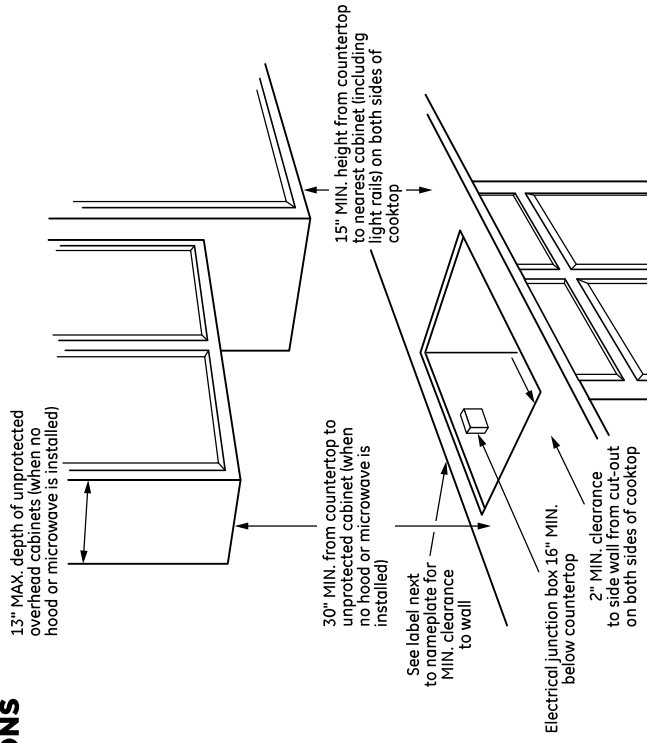 ONS
13" MAX. depth of unprotected
overhead cabinets (when no
hood or microwave is installed)
30" MIN. from countertop to
unprotected cabinet (when
no hood or microwave is
installed)
15" MIN. height from countertop
to nearest cabinet (including
light rails) on both sides of
cooktop
See label next
to nameplate for
MIN. clearance
to wall
Electrical junction box 16" MIN.
below countertop
2" MIN. clearance
to side wall from cut-out
on both sides of cooktop